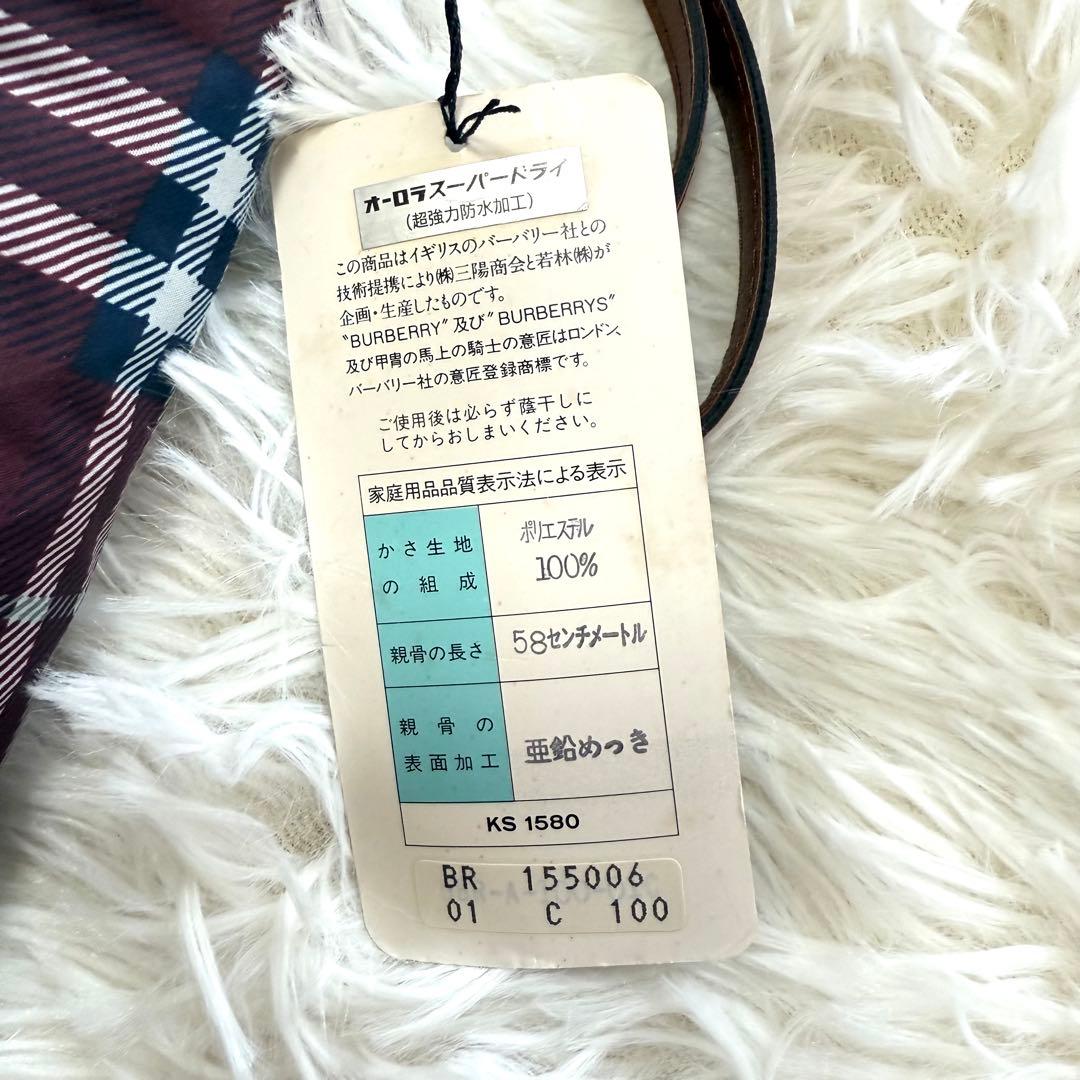 オーロラスーパードライ
(超強力防水加工)
この商品はイギリスのバーバリー社との
技術提携により㈱三陽商会と若林㈱が
企画・生産したものです。
"BURBERRY"及び"BURBERRYS"
及び甲冑の馬上の騎士の意匠はロンドン、
バーバリー社の意匠登録商標です。
ご使用後は必らず蔭干しに
してからおしまいください。
家庭用品品質表示法による表示
かさ生地
の組成
ポリエステル
100%
親骨の長さ
58センチメートル
親骨の
表面加工
亜鉛めっき
KS 1580
BR 155006
01 C 100